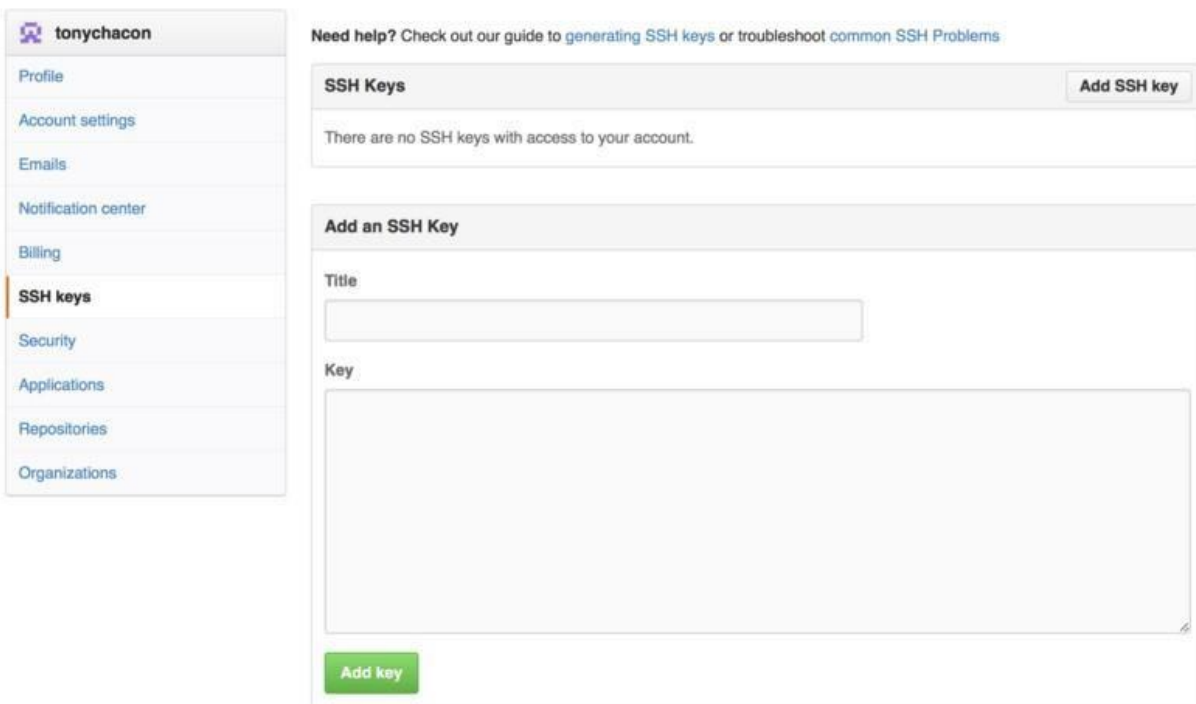 tonychacon
Profile
Account settings
Emails
Notification center
Billing
SSH keys
Security
Applications
Repositories
Organizations
Need help? Check out our guide to generating SSH keys or troubleshoot common SSH Problems
SSH Keys
Add SSH key
There are no SSH keys with access to your account.
Add an SSH Key
Title
Key
Add key